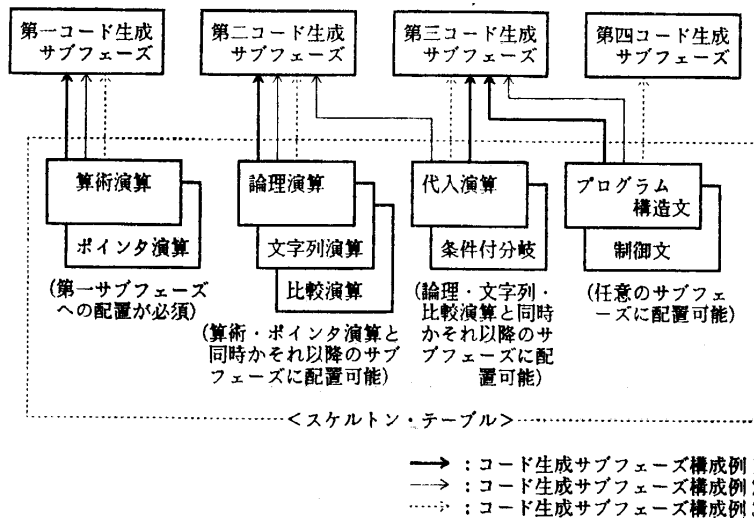 第一コード生成
サブフェーズ
第二コード生成
サブフェーズ
第三コード生成
サブフェーズ
第四コード生成
サブフェーズ
算術演算
ポインタ演算
(第一サブフェーズ
への配置が必須)
論理演算
文字列演算
比較演算
(算術・ポインタ演算と
同時かそれ以降のサブ
フェーズに配置可能)
代入演算
条件付分岐
(論理・文字列・
比較演算と同時
かそれ以降のサ
ブフェーズに配
置可能)
プログラム
構造文
制御文
(任意のサブフェ
ーズに配置可能)
<スケルトン・テーブル>
:コード生成サブフェーズ構成例
:コード生成サブフェーズ構成例
:コード生成サブフェーズ構成例